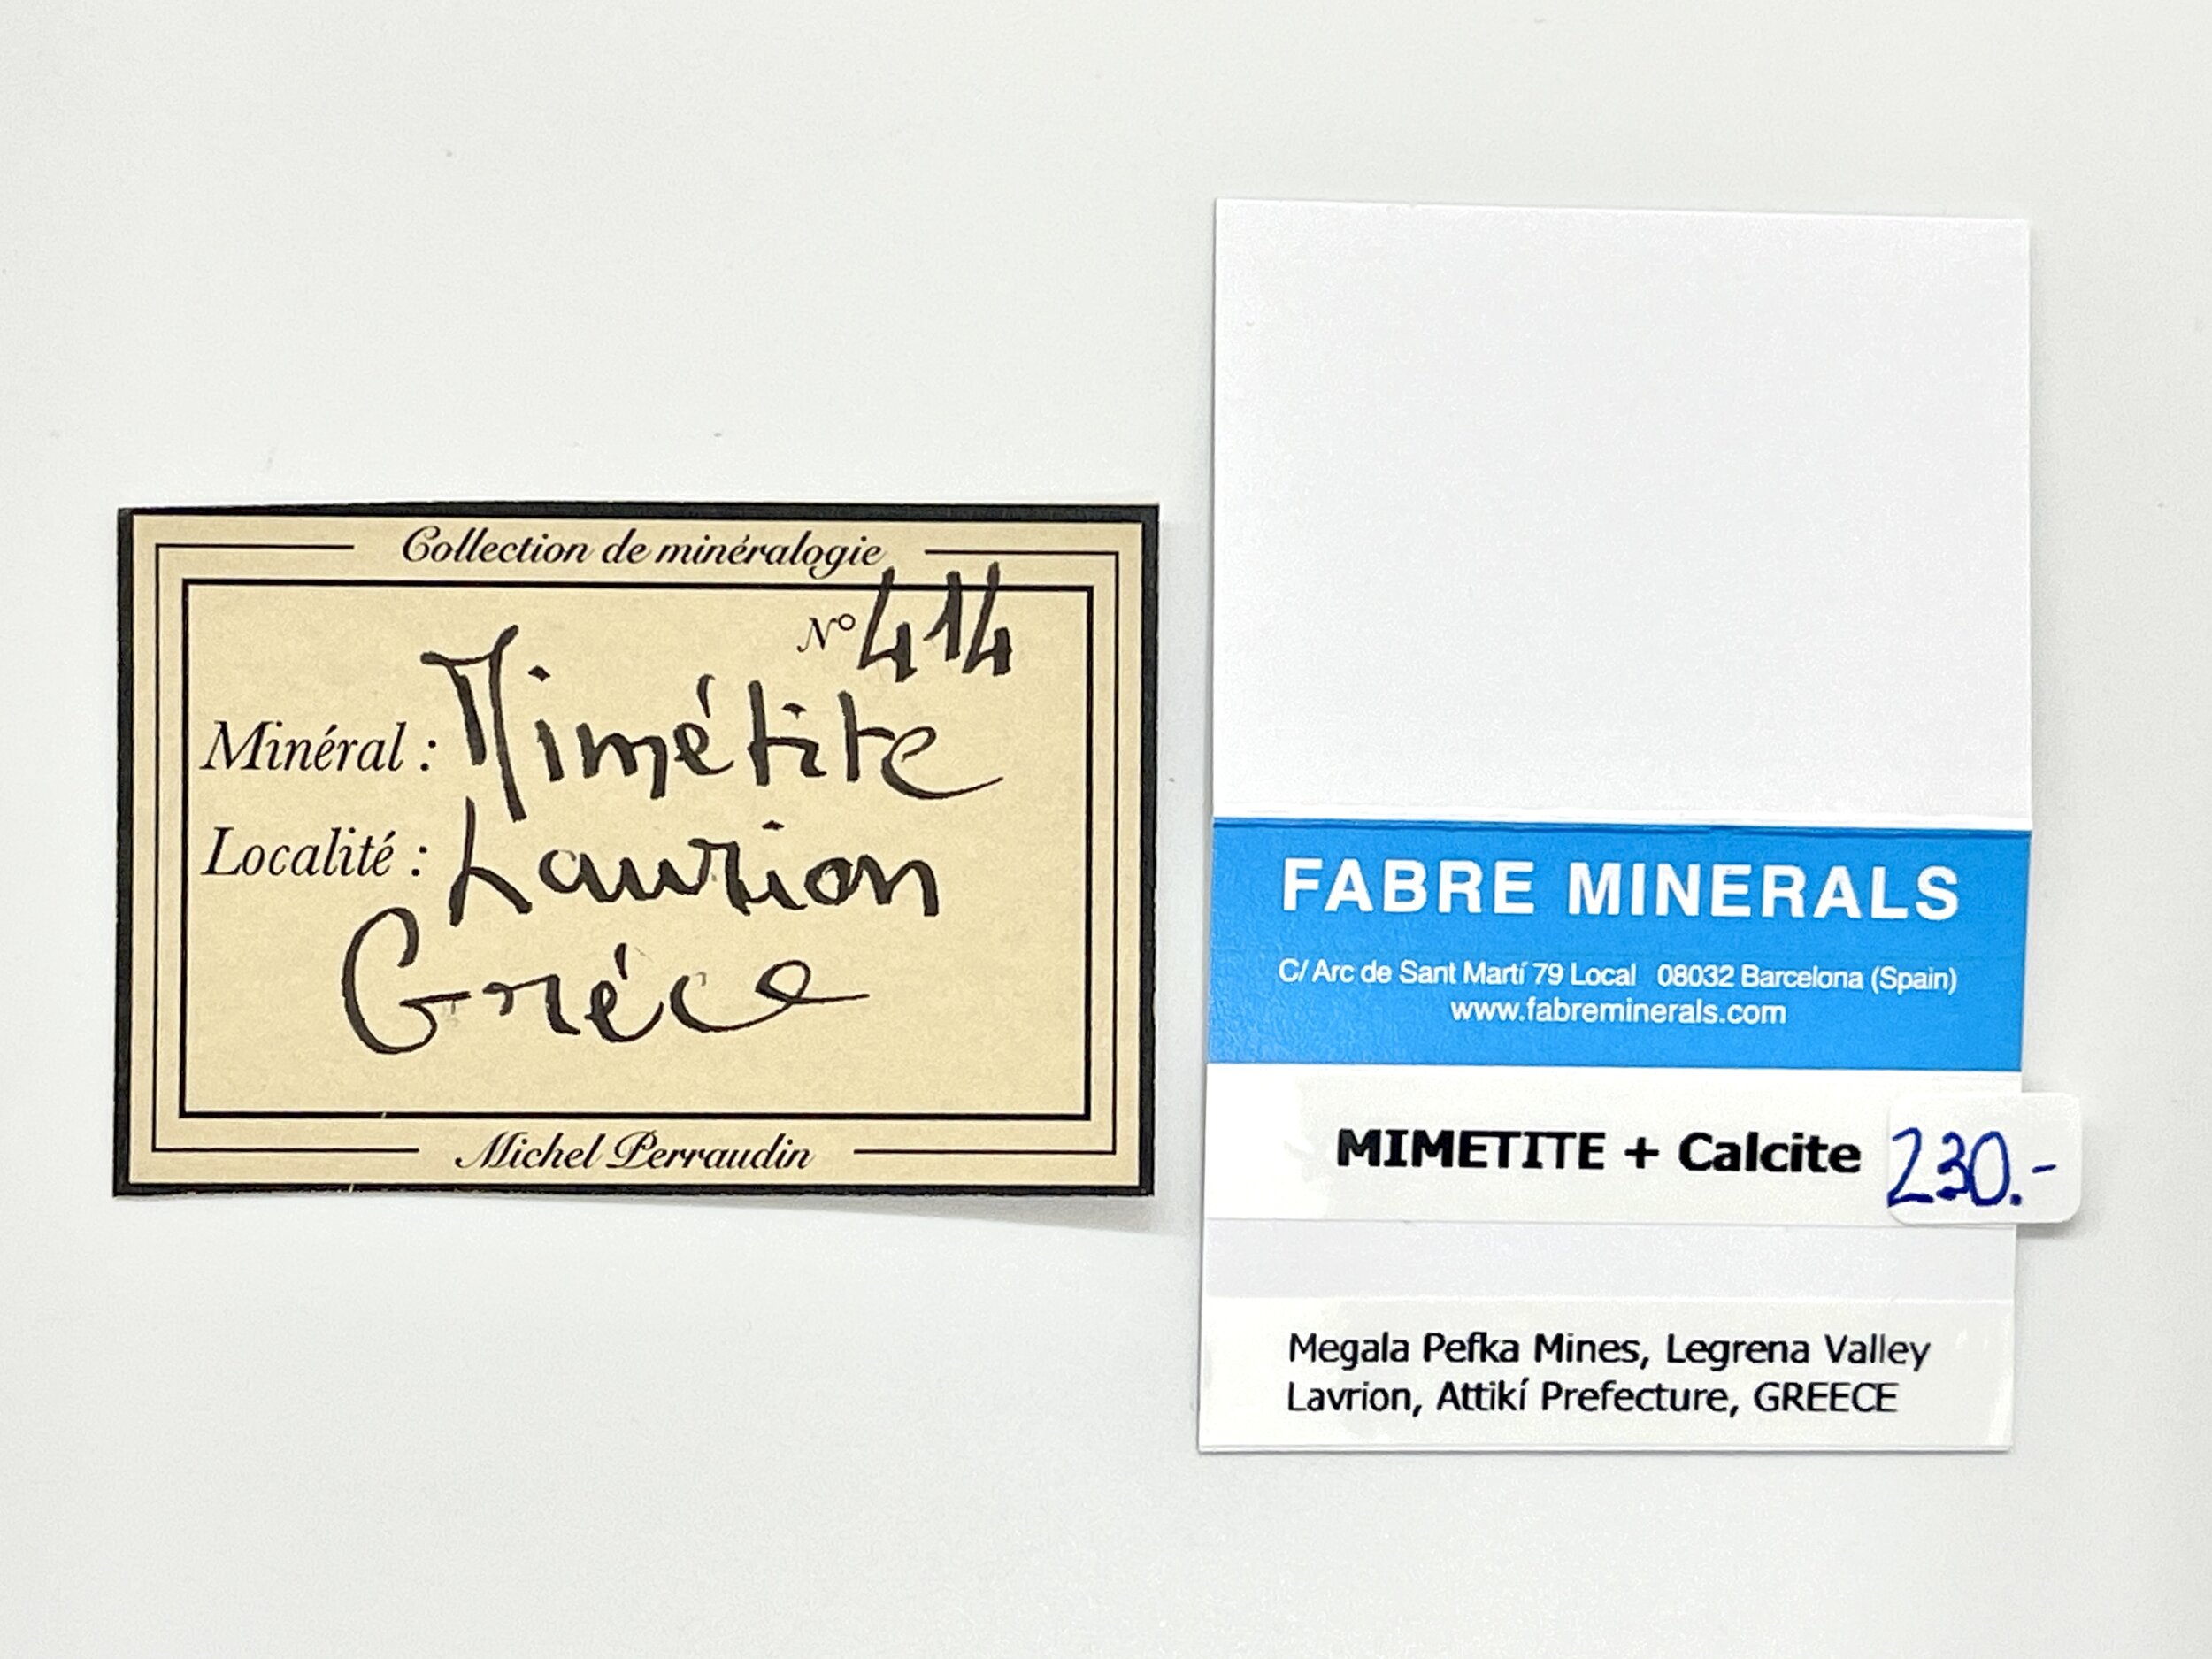 Collection de minéralogie
N° 414
Minéral : Mimétite
Localité : Laurion
Gréce
Michel Perraudin
FABRE MINERALS
C/ Arc de Sant Martí 79 Local 08032 Barcelona (Spain)
www.fabreminerals.com
MIMETITE + Calcite 230.-
Megala Pefka Mines, Legrena Valley
Lavrion, Attikí Prefecture, GREECE